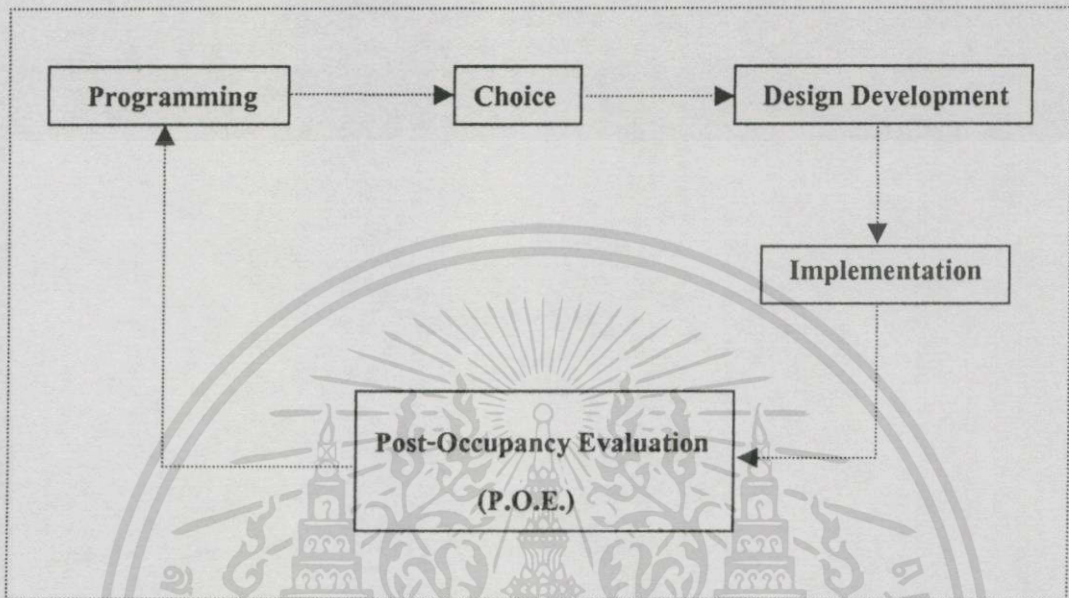 Programming
Choice
Design Development
Implementation
Post-Occupancy Evaluation
(P.O.E.)